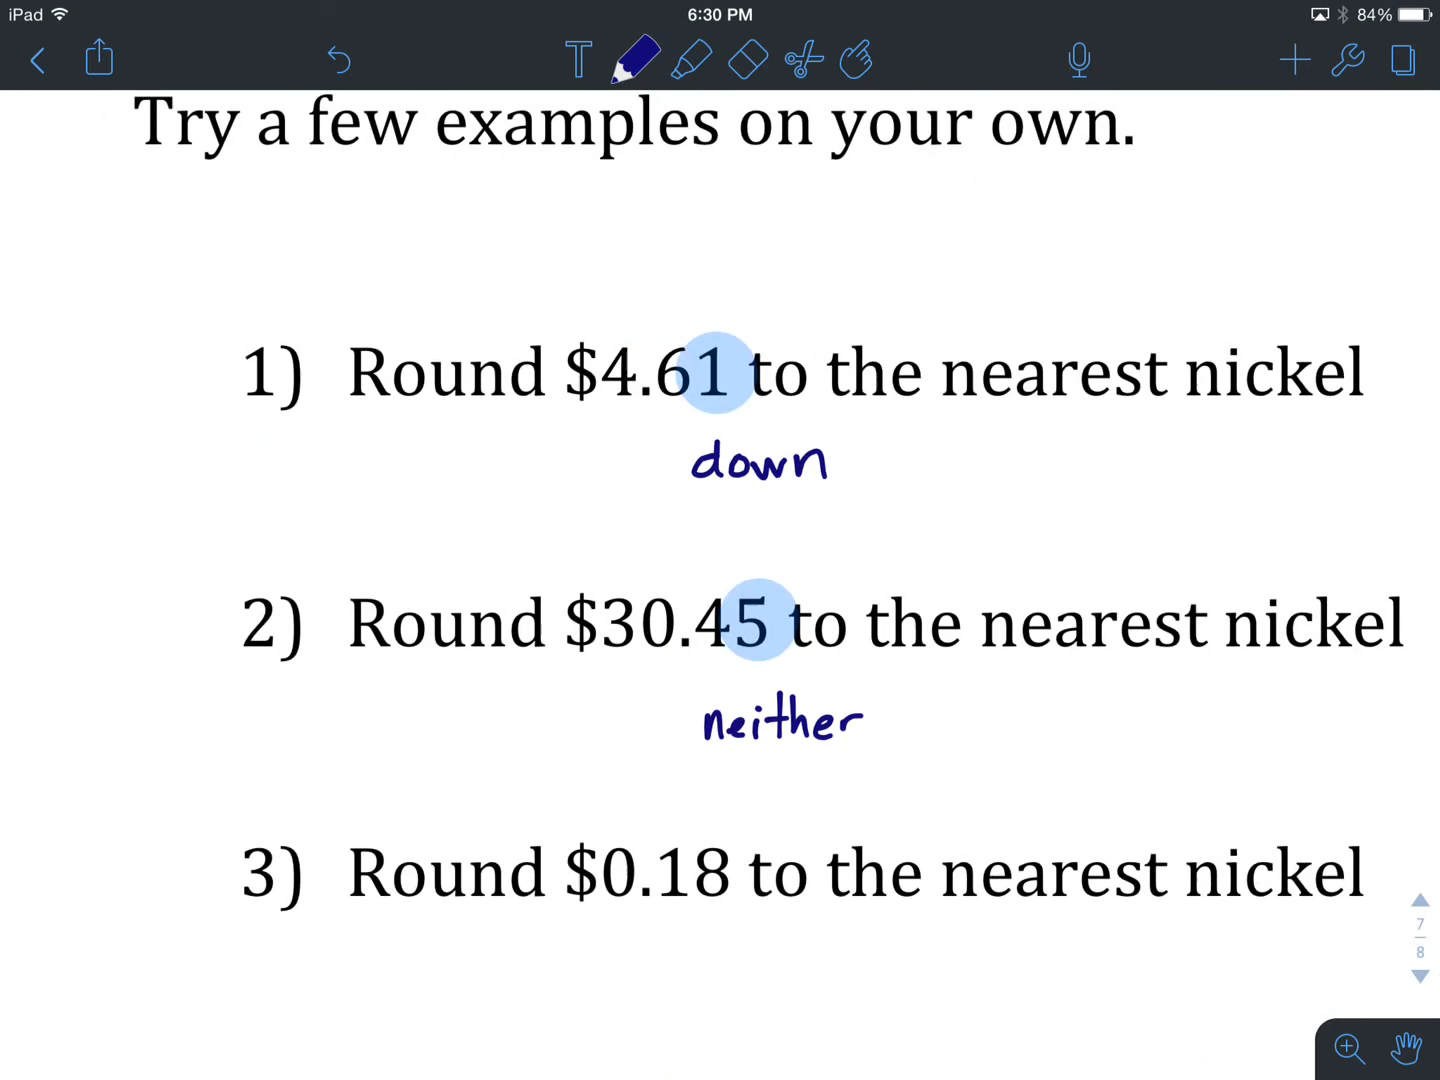 iPad 6:30 PM 84%
T
Try a few examples on your own.
1) Round $4.61 to the nearest nickel
down
2) Round $30.45 to the nearest nickel
neither
3) Round $0.18 to the nearest nickel
7
8